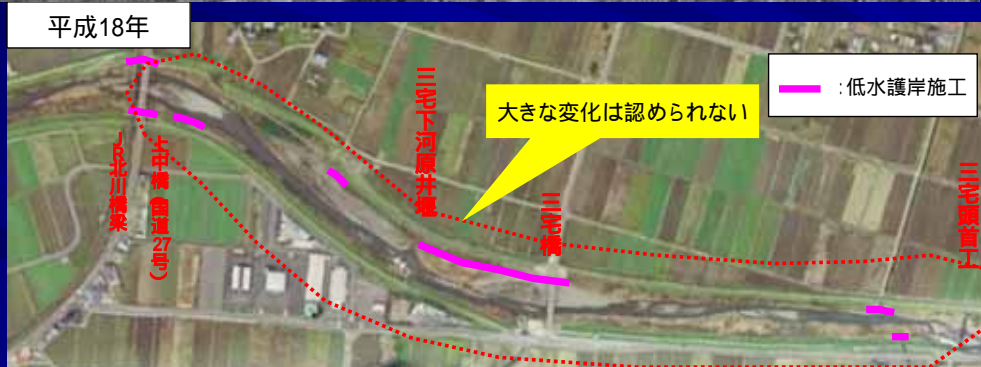 平成18年
:低水護岸施工
大きな変化は認められない
三宅下河原井堰
三宅橋
三宅頭首工
上中橋(国道27号)
JR北川橋梁